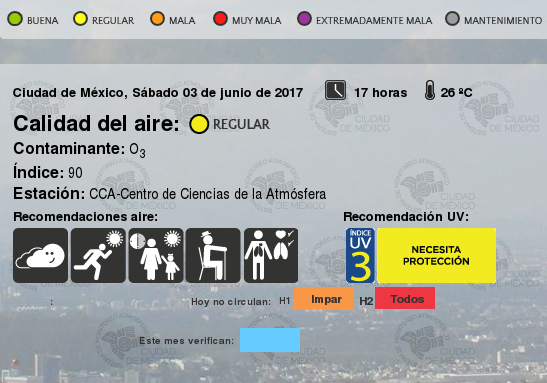 BUENA REGULAR MALA MUY MALA EXTREMADAMENTE MALA MANTENIMIENTO
Ciudad de México, Sábado 03 de junio de 2017 17 horas 26 ºC
Calidad del aire: REGULAR
Contaminante: O3
Índice: 90
Estación: CCA-Centro de Ciencias de la Atmósfera
Recomendaciones aire: Recomendación UV:
ÍNDICE
UV
3
NECESITA
PROTECCIÓN
: Hoy no circulan: H1 Impar H2 Todos
Este mes verifican: